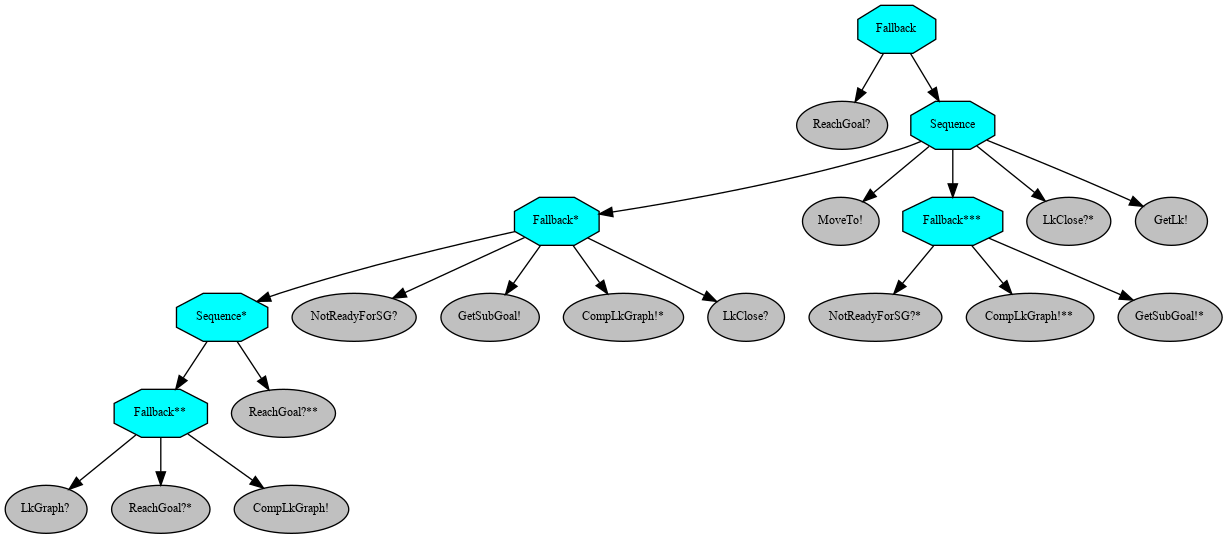 Fallback
ReachGoal?
Sequence
Fallback*
MoveTo!
Fallback***
LkClose?*
GetLk!
Sequence*
NotReadyForSG?
GetSubGoal!
CompLkGraph!*
LkClose?
NotReadyForSG?*
CompLkGraph!**
GetSubGoal!*
Fallback**
ReachGoal?**
LkGraph?
ReachGoal?*
CompLkGraph!